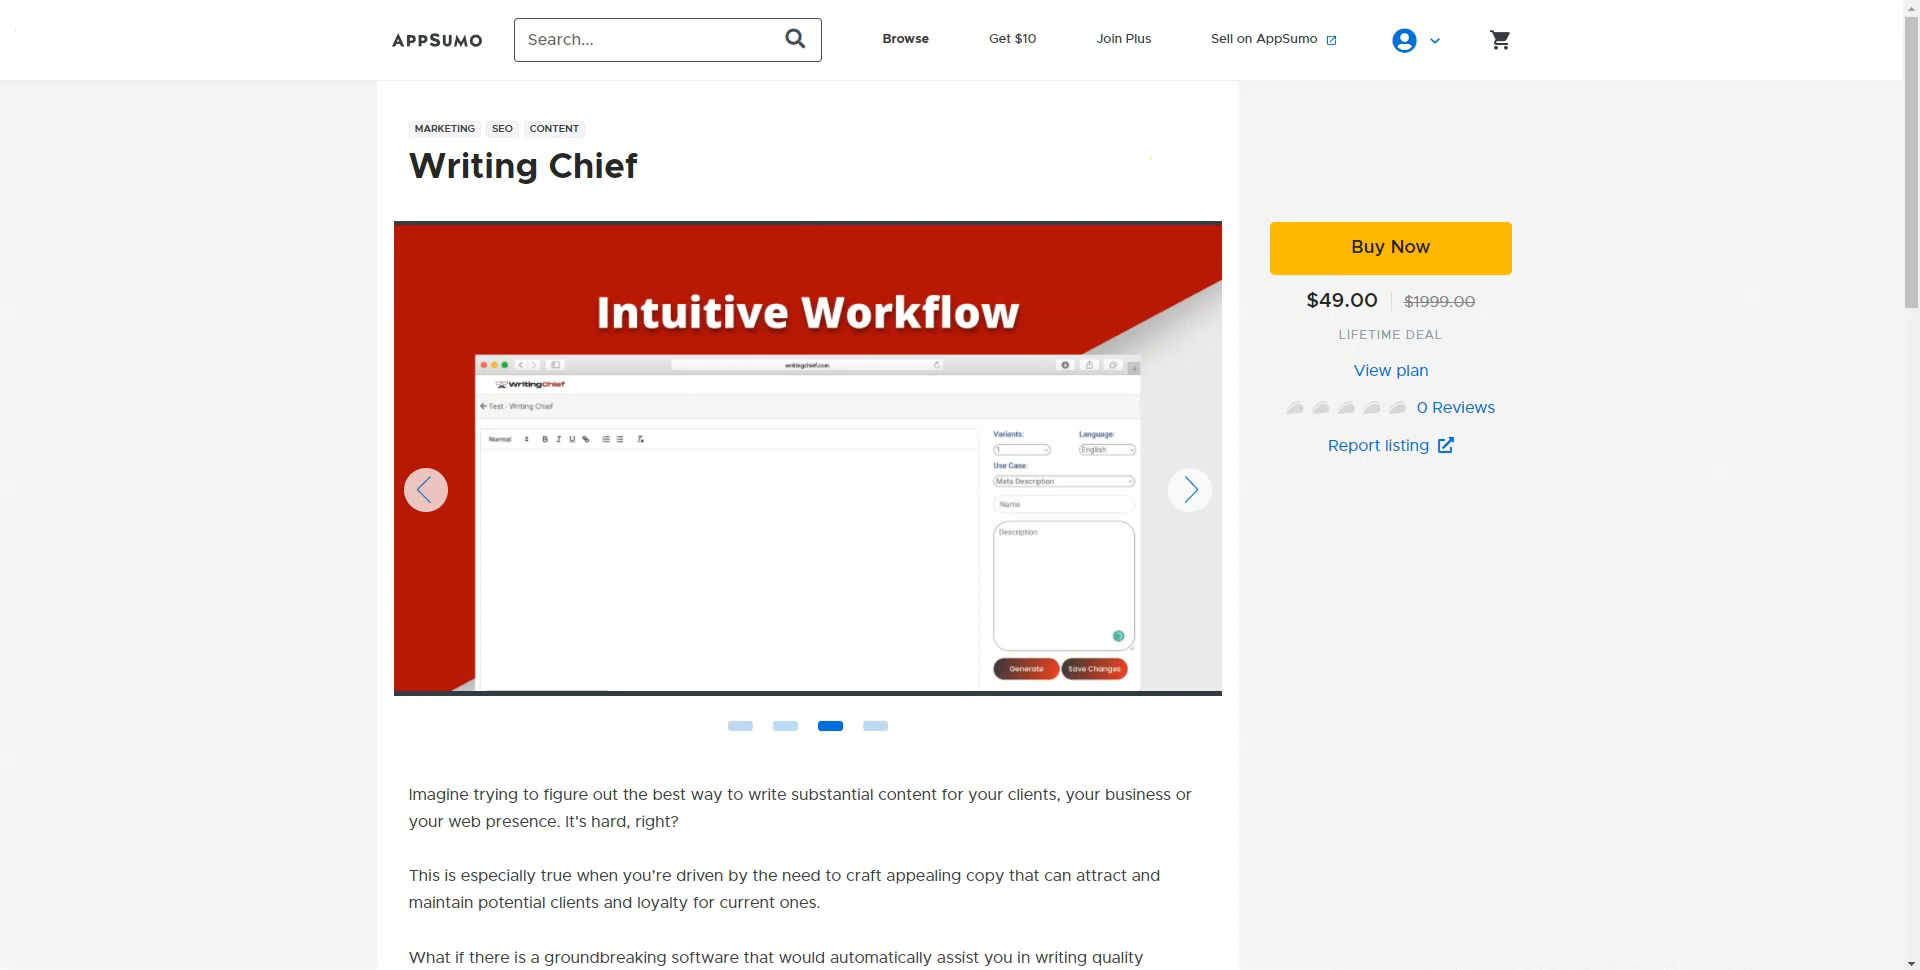 APPSUMO
Search...
Browse
Get $10
Join Plus
Sell on AppSumo
MARKETING
SEO
CONTENT
Writing Chief
Intuitive Workflow
writingchief.com
WritingChief
Test - Writing Chief
Normal
B I U
Variants:
Language:
1
English
Use Case:
Meta Description
Name
Description
Generate
Save Changes
Buy Now
$49.00
$1999.00
LIFETIME DEAL
View plan
0 Reviews
Report listing
Imagine trying to figure out the best way to write substantial content for your clients, your business or
your web presence. It's hard, right?
This is especially true when you're driven by the need to craft appealing copy that can attract and
maintain potential clients and loyalty for current ones.
What if there is a groundbreaking software that would automatically assist you in writing quality